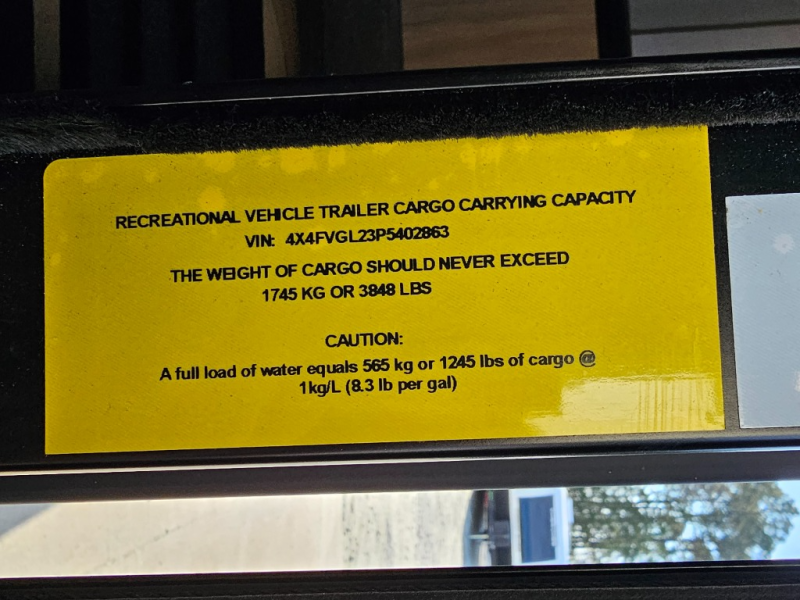 RECREATIONAL VEHICLE TRAILER CARGO CARRYING CAPACITY
VIN: 4X4FVGL23P5402863
THE WEIGHT OF CARGO SHOULD NEVER EXCEED
1745 KG OR 3848 LBS
CAUTION:
A full load of water equals 565 kg or 1245 lbs of cargo @
1kg/L (8.3 lb per gal)